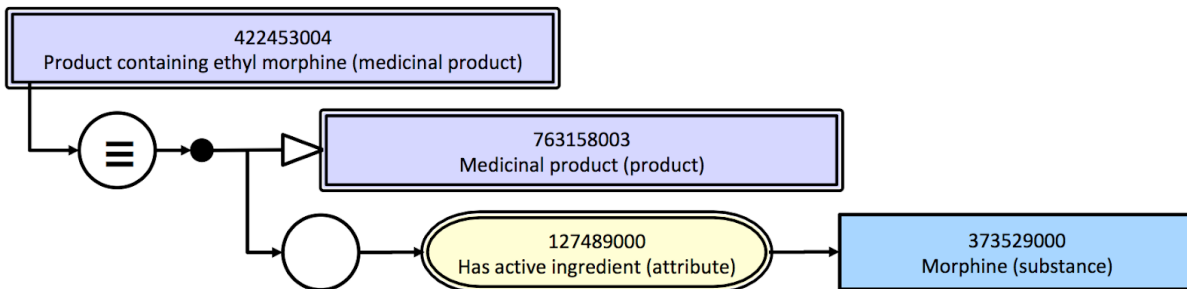 422453004
Product containing ethyl morphine (medicinal product)
≡
763158003
Medicinal product (product)
127489000
Has active ingredient (attribute)
373529000
Morphine (substance)